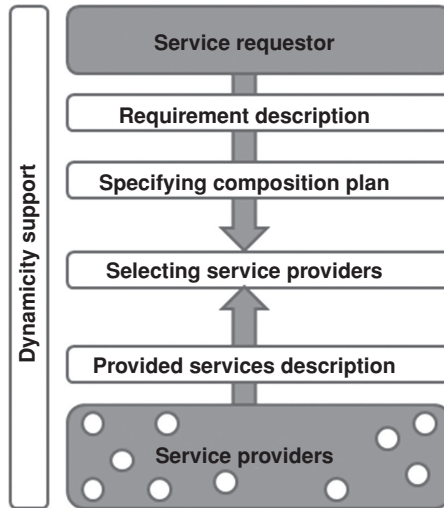 Service requestor
Requirement description
Specifying composition plan
Selecting service providers
Provided services description
Service providers
Dynamicity support